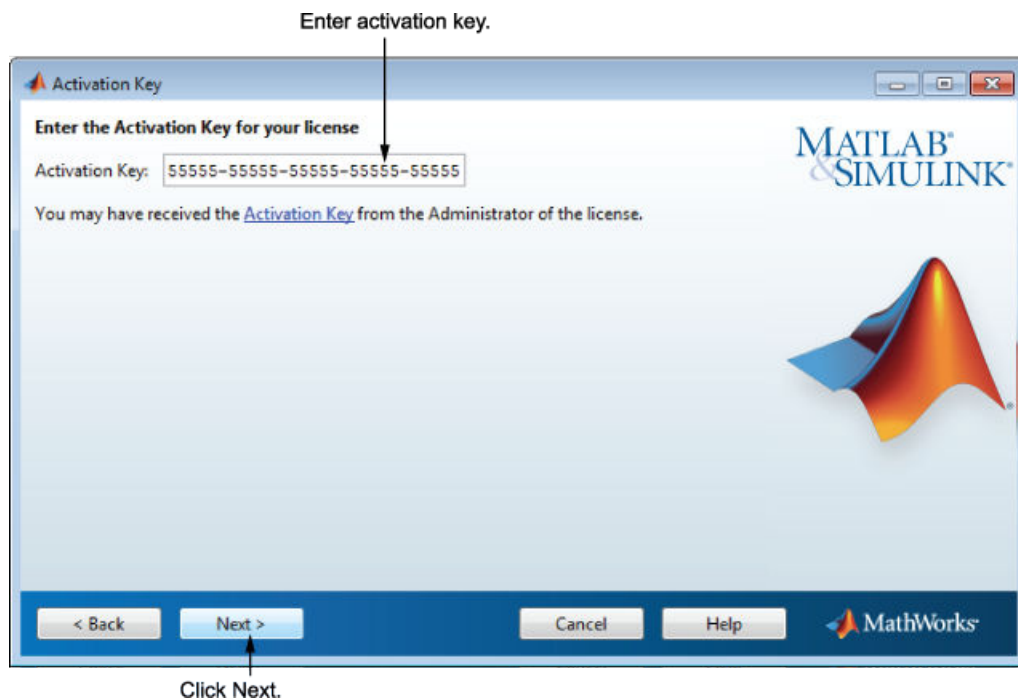 Enter activation key.
Activation Key
Enter the Activation Key for your license
Activation Key: 55555-55555-55555-55555-55555
You may have received the Activation Key from the Administrator of the license.
MATLAB®
&SIMULINK®
®
< Back
Next >
Cancel
Help
MathWorks®
Click Next.